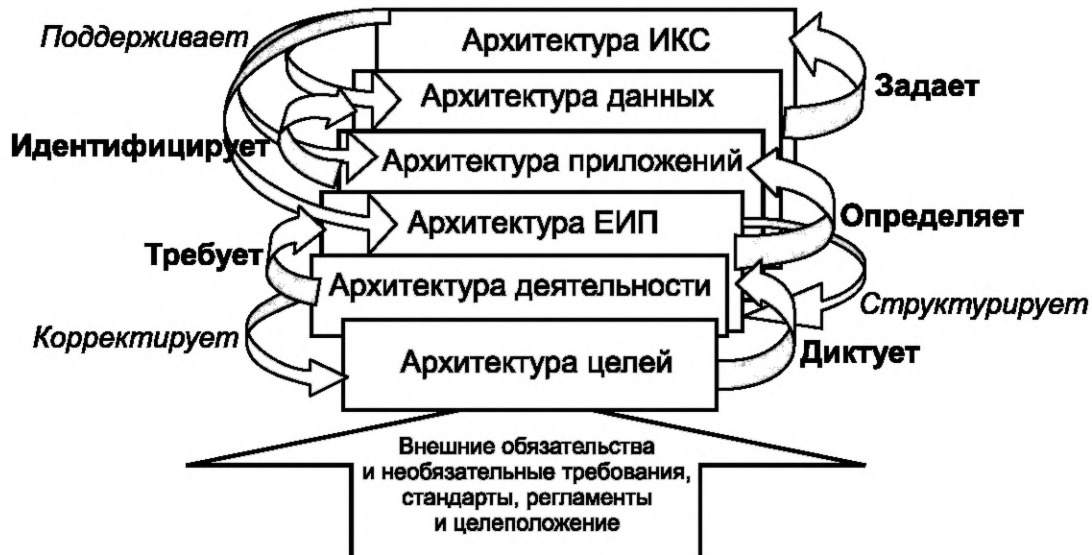 Поддерживает
Архитектура ИКС
Задает
Архитектура данных
Идентифицирует
Архитектура приложений
Архитектура ЕИП
Определяет
Требует
Архитектура деятельности
Структурирует
Корректирует
Архитектура целей
Диктует
Внешние обязательства
и необязательные требования,
стандарты, регламенты
и целеположение